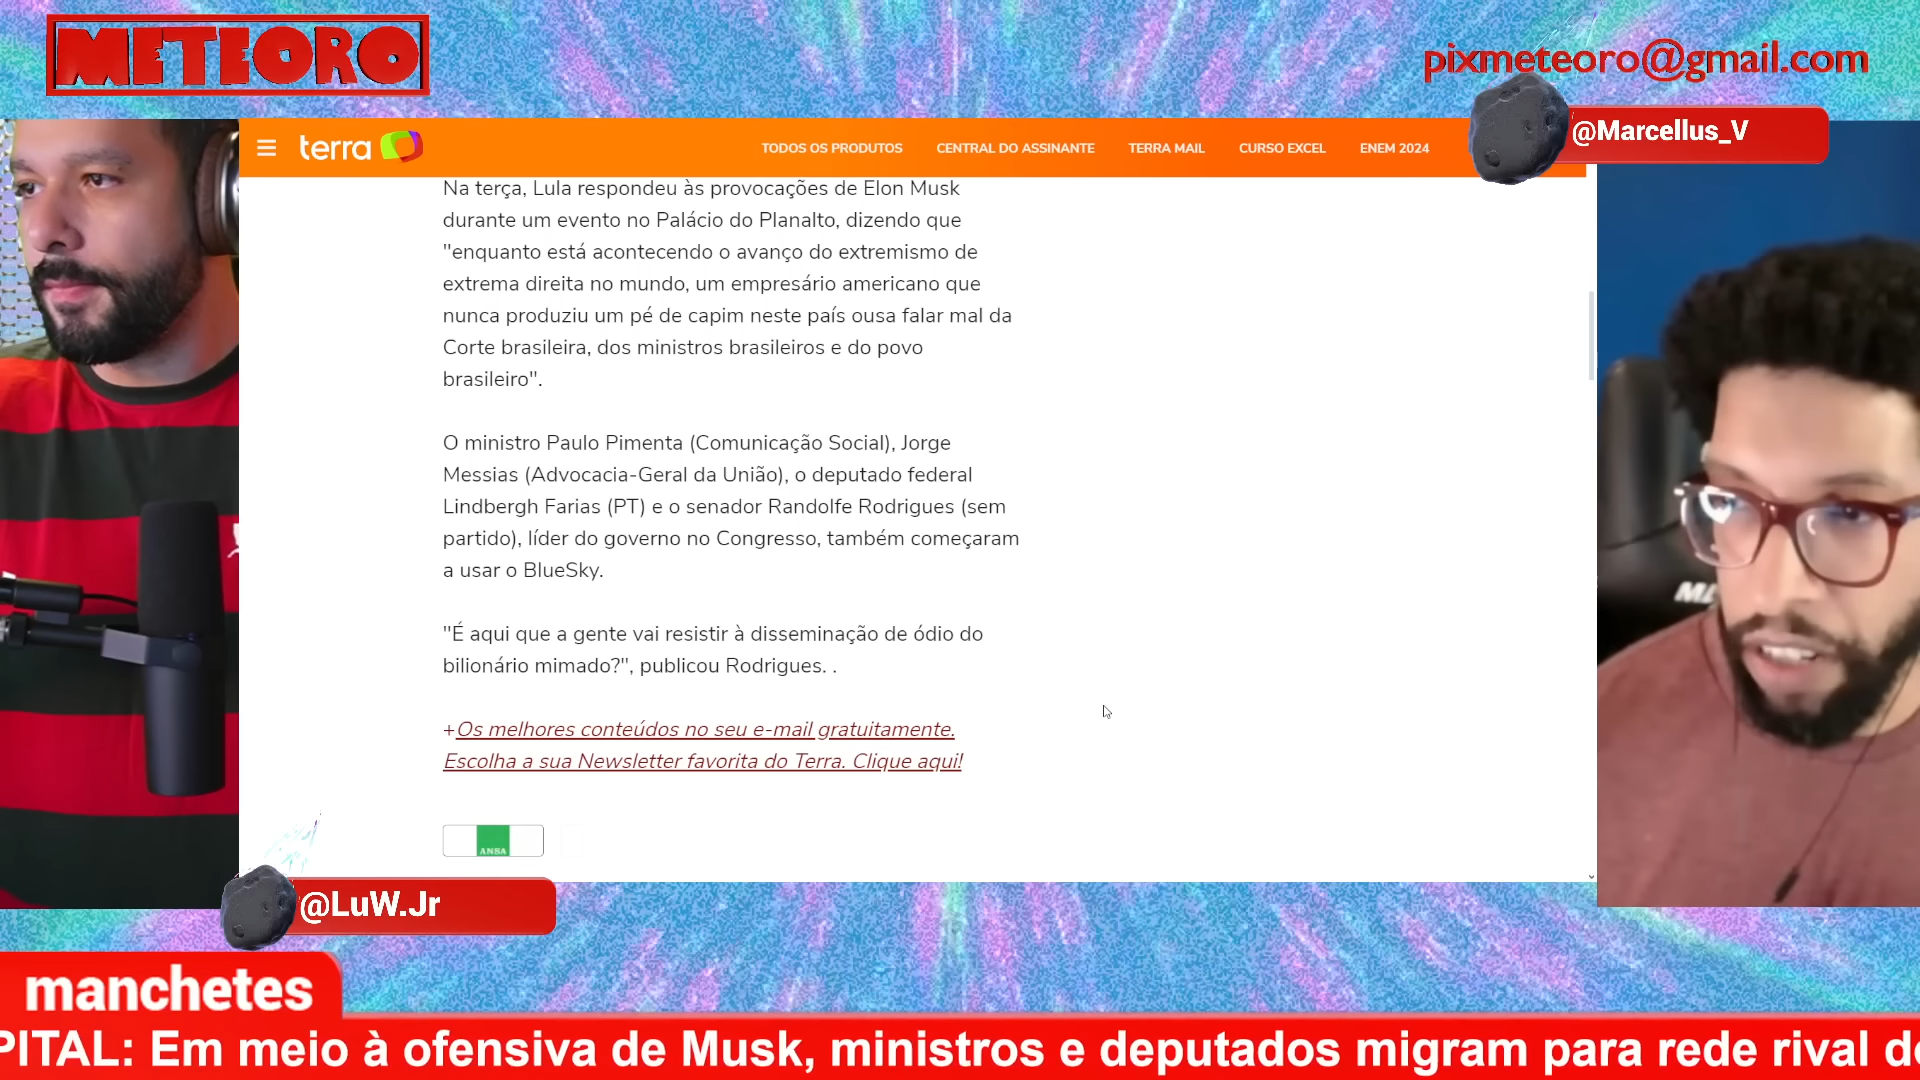 METEORO
pixmeteoro@gmail.com
@Marcellus_V
terra
TODOS OS PRODUTOS CENTRAL DO ASSINANTE TERRA MAIL CURSO EXCEL ENEM 2024
Na terça, Lula respondeu às provocações de Elon Musk
durante um evento no Palácio do Planalto, dizendo que
"enquanto está acontecendo o avanço do extremismo de
extrema direita no mundo, um empresário americano que
nunca produziu um pé de capim neste país ousa falar mal da
Corte brasileira, dos ministros brasileiros e do povo
brasileiro".
O ministro Paulo Pimenta (Comunicação Social), Jorge
Messias (Advocacia-Geral da União), o deputado federal
Lindbergh Farias (PT) e o senador Randolfe Rodrigues (sem
partido), líder do governo no Congresso, também começaram
a usar o BlueSky.
"É aqui que a gente vai resistir à disseminação de ódio do
bilionário mimado?", publicou Rodrigues. .
+Os melhores conteúdos no seu e-mail gratuitamente.
Escolha a sua Newsletter favorita do Terra. Clique aqui!
ANSA
@LuW.Jr
manchetes
PITAL: Em meio à ofensiva de Musk, ministros e deputados migram para rede rival d